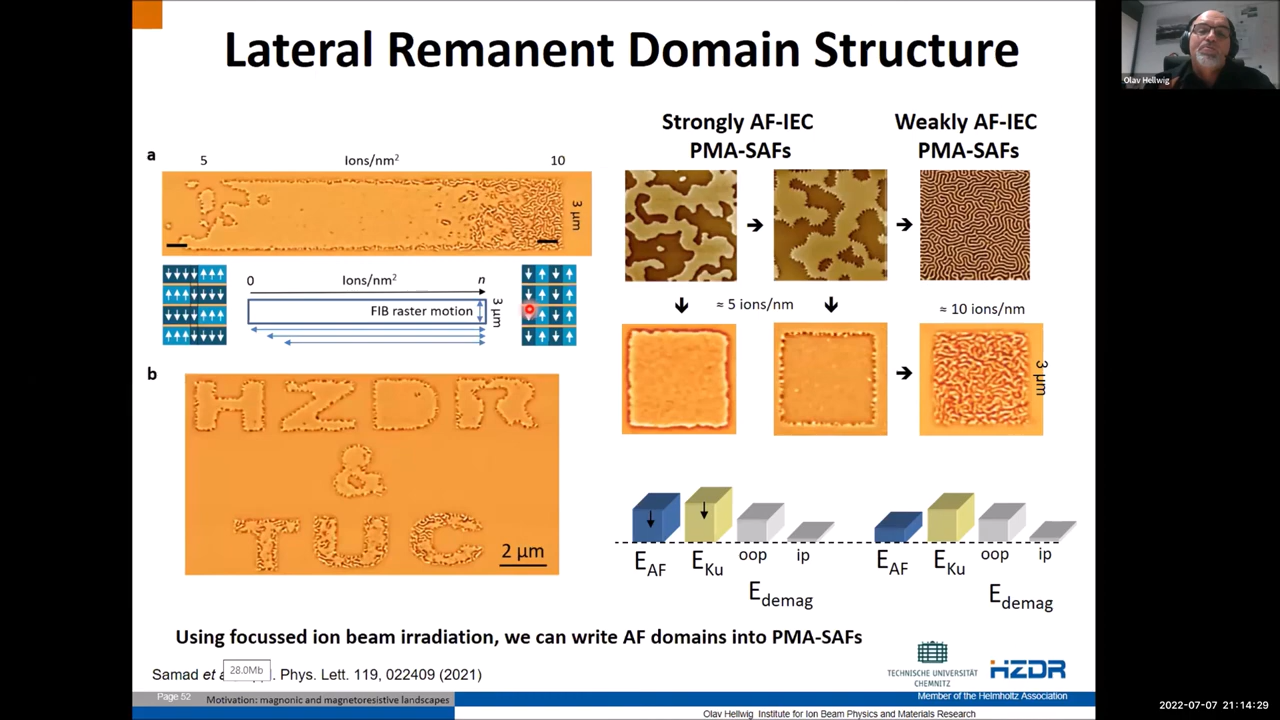 Lateral Remanent Domain Structure
Olav Hellwig
Strongly AF-IEC
PMA-SAFs
Weakly AF-IEC
PMA-SAFs
a
5 Ions/nm² 10
3 μm
0 Ions/nm² n
FIB raster motion
3 μm
≈ 5 ions/nm
≈ 10 ions/nm
3 μm
b
HZDR
&
TUC
2 μm
E_AF E_Ku oop ip
E_demag
E_AF E_Ku oop ip
E_demag
Using focussed ion beam irradiation, we can write AF domains into PMA-SAFs
Samad et
28.0Mb
. Phys. Lett. 119, 022409 (2021)
TECHNISCHE UNIVERSITÄT
CHEMNITZ
HZDR
Page 52
Motivation: magnonic and magnetoresistive landscapes
Member of the Helmholtz Association
Olav Hellwig Institute for Ion Beam Physics and Materials Research
2022-07-07 21:14:29